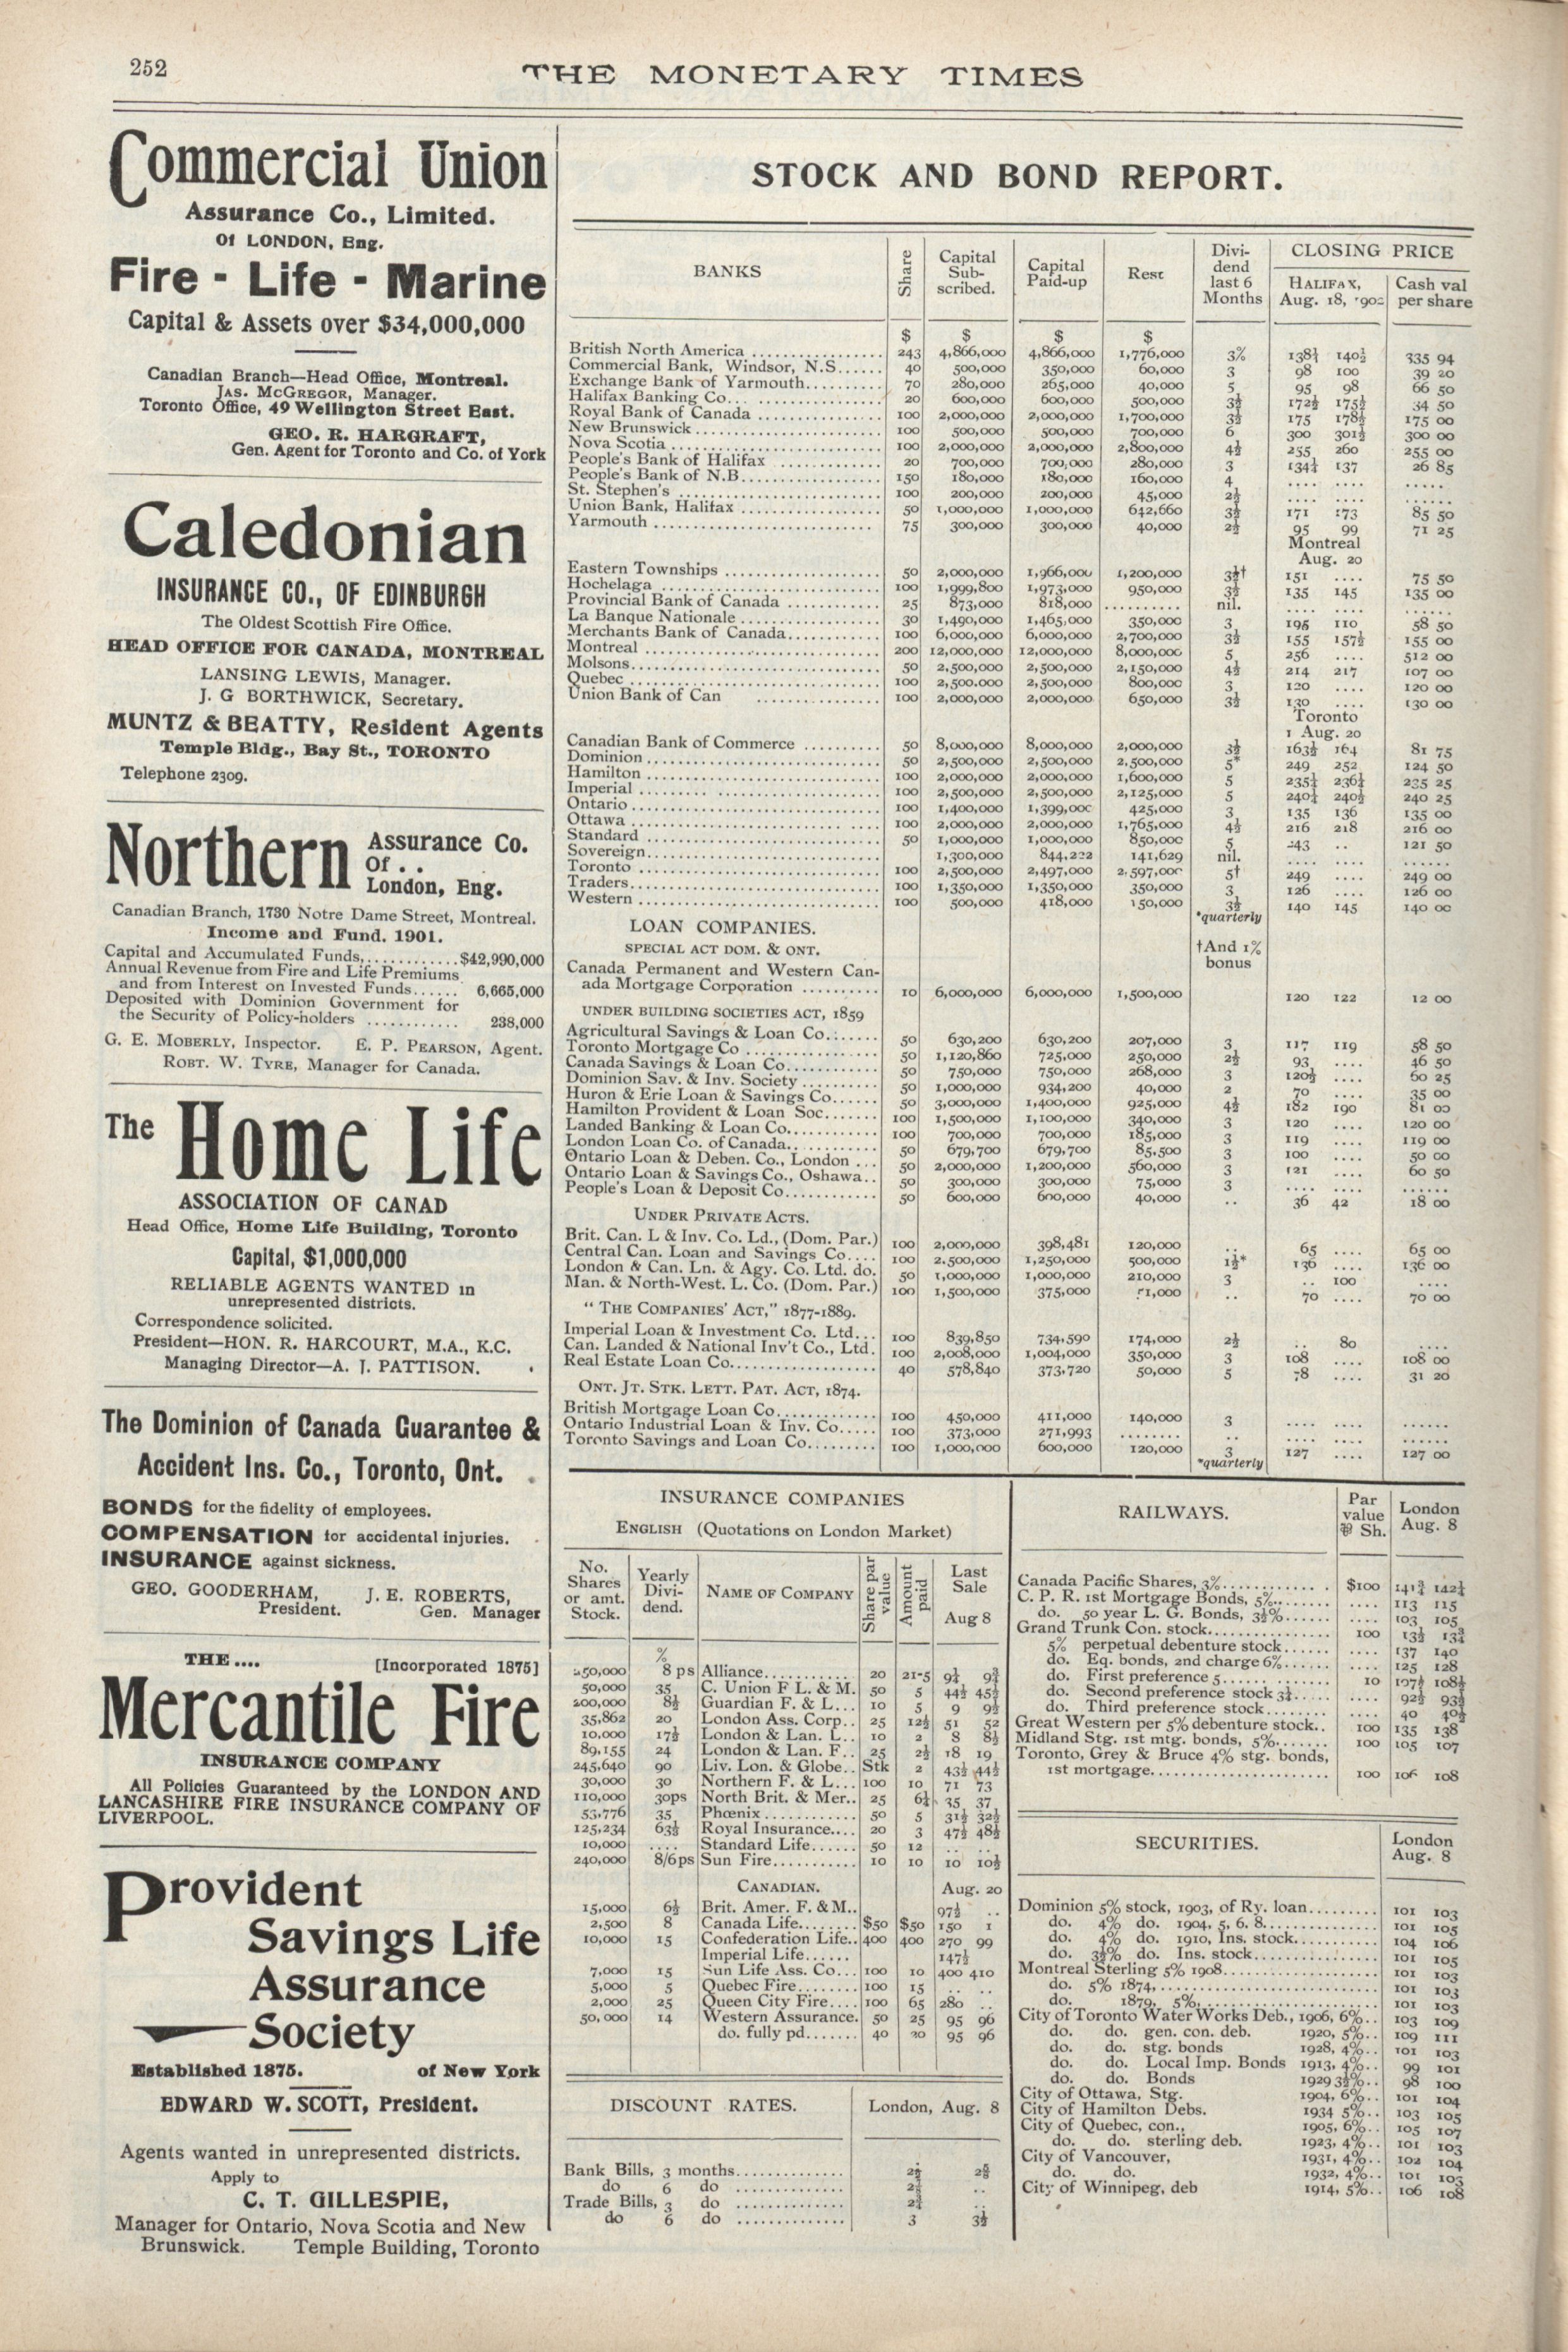 252
THE MONETARY TIMES
Commercial Union
Assurance Co., Limited.
Of LONDON, Eng.
Fire - Life - Marine
Capital & Assets over $34,000,000
Canadian Branch—Head Office, Montreal.
JAS. MCGREGOR, Manager.
Toronto Office, 49 Wellington Street East.
GEO. R. HARGRAFT,
Gen. Agent for Toronto and Co. of York
Caledonian
INSURANCE CO., OF EDINBURGH
The Oldest Scottish Fire Office.
HEAD OFFICE FOR CANADA, MONTREAL
LANSING LEWIS, Manager.
J. G BORTHWICK, Secretary.
MUNTZ & BEATTY, Resident Agents
Temple Bldg., Bay St., TORONTO
Telephone 2309.
Northern Assurance Co.
Of . .
London, Eng.
Canadian Branch, 1730 Notre Dame Street, Montreal.
Income and Fund. 1901.
Capital and Accumulated Funds,............$42,990,000
Annual Revenue from Fire and Life Premiums
and from Interest on Invested Funds...... 6,665,000
Deposited with Dominion Government for
the Security of Policy-holders ............ 238,000
G. E. MOBERLY, Inspector. E. P. PEARSON, Agent.
ROBT. W. TYRE, Manager for Canada.
The Home Life
ASSOCIATION OF CANAD
Head Office, Home Life Building, Toronto
Capital, $1,000,000
RELIABLE AGENTS WANTED in
unrepresented districts.
Correspondence solicited.
President—HON. R. HARCOURT, M.A., K.C.
Managing Director—A. J. PATTISON.
The Dominion of Canada Guarantee &
Accident Ins. Co., Toronto, Ont.
BONDS for the fidelity of employees.
COMPENSATION for accidental injuries.
INSURANCE against sickness.
GEO. GOODERHAM, J. E. ROBERTS,
President. Gen. Manager
THE.... [Incorporated 1875]
Mercantile Fire
INSURANCE COMPANY
All Policies Guaranteed by the LONDON AND
LANCASHIRE FIRE INSURANCE COMPANY OF
LIVERPOOL.
Provident
Savings Life
Assurance
Society
Established 1875. of New York
EDWARD W. SCOTT, President.
Agents wanted in unrepresented districts.
Apply to
C. T. GILLESPIE,
Manager for Ontario, Nova Scotia and New
Brunswick. Temple Building, Toronto
STOCK AND BOND REPORT.
BANKS
Share
Capital Sub-scribed.
Capital Paid-up
Rest
Divi-dend last 6 Months
CLOSING PRICE
HALIFAX, Aug. 18,
Cash val per share
$ $ $ $
British North America ................ 243 4,866,000 4,866,000 1,776,000 3% 138½ 140½ 335 94
Commercial Bank, Windsor, N.S...... 40 500,000 350,000 60,000 3 98 100 39 20
Exchange Bank of Yarmouth.......... 70 280,000 265,000 40,000 5 95 98 66 50
Halifax Banking Co... ................ 20 600,000 600,000 500,000 3½ 172½ 175½ 34 50
Royal Bank of Canada ................ 100 2,000,000 2,000,000 1,700,000 3½ 175 178½ 175 00
New Brunswick ........................ 100 500,000 500,000 700,000 6 300 301½ 300 00
Nova Scotia ........................ 100 2,000,000 2,000,000 2,800,000 4½ 255 260 255 00
People's Bank of Halifax ............ 20 700,000 700,000 280,000 3 134¼ 137 26 85
People's Bank of N.B.................. 150 180,000 180,000 160,000 4 .... .... .....
St. Stephen's ........................ 100 200,000 200,000 45,000 2½ .... .... ......
Union Bank, Halifax .................. 50 1,000,000 1,000,000 642,660 3½ 171 173 85 50
Yarmouth ............................ 75 300,000 300,000 40,000 2½ 95 99 71 25
Montreal
Aug. 20
Eastern Townships .................... 50 2,000,000 1,966,000 1,200,000 3½† 151 .... 75 50
Hochelaga ............................ 100 1,999,800 1,973,000 950,000 3½ 135 145 135 00
Provincial Bank of Canada ............ 25 873,000 818,000 .......... nil. .... .... ......
La Banque Nationale .................. 30 1,490,000 1,465,000 350,000 3 195 110 58 50
Merchants Bank of Canada............ 100 6,000,000 6,000,000 2,700,000 3½ 155 157½ 155 00
Montreal ............................ 200 12,000,000 12,000,000 8,000,000 5 256 .... 512 00
Molsons.............................. 50 2,500,000 2,500,000 2,150,000 4½ 214 217 107 00
Quebec .............................. 100 2,500.000 2,500,000 800,000 3 120 .... 120 00
Union Bank of Can ................ 100 2,000,000 2,000,000 650,000 3½ 130 .... 130 00
Toronto
Aug. 20
Canadian Bank of Commerce .......... 50 8,000,000 8,000,000 2,000,000 3½ 163½ 164 81 75
Dominion ............................ 50 2,500,000 2,500,000 2,500,000 5* 249 252 124 50
Hamilton ............................ 100 2,000,000 2,000,000 1,600,000 5 235¼ 236¼ 235 25
Imperial ............................ 100 2,500,000 2,500,000 2,125,000 5 240¼ 240½ 240 25
Ontario.............................. 100 1,400,000 1,399,000 425,000 3 135 136 135 00
Ottawa .............................. 100 2,000,000 2,000,000 1,765,000 4½ 216 218 216 00
Standard ............................ 50 1,000,000 1,000,000 850,000 5 .. 121 50
Sovereign............................ 1,300,000 844,222 141,629 nil. .... .... ......
Toronto ............................ 100 2,500,000 2,497,000 2,597,000 5† 249 .... 249 00
Traders.............................. 100 1,350,000 1,350,000 350,000 3 126 .... 126 00
Western ............................ 100 500,000 418,000 150,000 3½ 140 145 140 00
*quarterly
†And 1% bonus
LOAN COMPANIES.
SPECIAL ACT DOM. & ONT.
Canada Permanent and Western Can-
ada Mortgage Corporation .......... 10 6,000,000 6,000,000 1,500,000 120 122 12 00
UNDER BUILDING SOCIETIES ACT, 1859
Agricultural Savings & Loan Co...... 50 630,200 630,200 207,000 3 117 119 58 50
Toronto Mortgage Co ................ 50 1,120,860 725,000 250,000 2½ 93 .... 46 50
Canada Savings & Loan Co............ 50 750,000 750,000 268,000 3 120½ .... 60 25
Dominion Sav. & Inv. Society .......... 50 1,000,000 934,200 40,000 2 70 .... 35 00
Huron & Erie Loan & Savings Co...... 50 3,000,000 1,400,000 925,000 4½ 182 190 81 00
Hamilton Provident & Loan Soc....... 100 1,500,000 1,100,000 340,000 3 120 .... 120 00
Landed Banking & Loan Co............ 100 700,000 700,000 185,000 3 119 .... 119 00
London Loan Co. of Canada............ 50 679,700 679,700 85,500 3 100 .... 50 00
Ontario Loan & Deben. Co., London ... 50 2,000,000 1,200,000 560,000 3 121 .... 60 50
Ontario Loan & Savings Co., Oshawa.. 50 300,000 300,000 75,000 3 .... .... ......
People's Loan & Deposit Co............ 50 600,000 600,000 40,000 .. 36 42 18 00
UNDER PRIVATE ACTS.
Brit. Can. L & Inv. Co. Ld., (Dom. Par.) 100 2,000,000 398,481 120,000 .. 65 .... 65 00
Central Can. Loan and Savings Co.... 100 2,500,000 1,250,000 500,000 1½* 136 .... 136 00
London & Can. Ln. & Agy. Co. Ltd. do. 50 1,000,000 1,000,000 210,000 3 .. 100 ....
Man. & North-West. L. Co. (Dom. Par.) 100 1,500,000 375,000 .. 70 .... 70 00
“ THE COMPANIES' ACT,” 1877-1889.
Imperial Loan & Investment Co. Ltd... 100 839,850 734,590 174,000 2½ .. 80 ....
Can. Landed & National Inv't Co., Ltd. 100 2,008,000 1,004,000 350,000 3 108 .... 108 00
Real Estate Loan Co.................. 40 578,840 373,720 50,000 5 78 .... 31 20
ONT. JT. STK. LETT. PAT. ACT, 1874.
British Mortgage Loan Co............. 100 450,000 411,000 140,000 3 .... .... ......
Ontario Industrial Loan & Inv. Co..... 100 373,000 271,993 ........ .. .... .... ......
Toronto Savings and Loan Co......... 100 1,000,000 600,000 120,000 3 127 .... 127 00
*quarterly
INSURANCE COMPANIES
ENGLISH (Quotations on London Market)
No. Shares or amt. Stock.
Yearly Divi-dend.
NAME OF COMPANY
Share par value
Amount paid
Last Sale Aug 8
%
250,000 8 ps Alliance........... 20 21-5 9¼ 9¾
50,000 35 C. Union F L. & M. 50 5 44½ 45½
200,000 8½ Guardian F. & L... 10 5 9 9½
35,862 20 London Ass. Corp.. 25 12½ 51 52
10,000 17½ London & Lan. L.. 10 2 8 8½
89,155 24 London & Lan. F.. 25 2½ 18 19
245,640 90 Liv. Lon. & Globe.. Stk 2 43½ 44½
30,000 30 Northern F. & L... 100 10 71 73
110,000 30ps North Brit. & Mer.. 25 6¼ 35 37
53,776 35 Phœnix............ 50 5 31½ 32½
125,234 63½ Royal Insurance.... 20 3 47½ 48½
10,000 .... Standard Life...... 50 12 .. ..
240,000 8/6ps Sun Fire........... 10 10 10 10½
CANADIAN. Aug. 20
15,000 6½ Brit. Amer. F. & M.. 97½ ..
2,500 8 Canada Life........ $50 $50 150 1
10,000 15 Confederation Life.. 400 400 270 99
Imperial Life...... 147½
7,000 15 Sun Life Ass. Co... 100 10 400 410
5,000 5 Quebec Fire........ 100 15 .. ..
2,000 25 Queen City Fire.... 100 65 280 ..
50,000 14 Western Assurance. 50 25 95 96
do. fully pd....... 40 20 95 96
DISCOUNT RATES. London, Aug. 8
Bank Bills, 3 months..............
do 6 do .............. ..
Trade Bills, 3 do .............. ..
do 6 do .............. 3 3½
RAILWAYS.
Par value ⅌ Sh.
London Aug. 8
Canada Pacific Shares, 3%............. $100 141¾ 142¼
C. P. R. 1st Mortgage Bonds, 5%........ .... 113 115
do. 50 year L. G. Bonds, 3½%...... .... 103 105
Grand Trunk Con. stock................ 100 13½ 13¾
5% perpetual debenture stock...... .... 137 140
do. Eq. bonds, and charge 6%...... .... 125 128
do. First preference 5.............. 10 107½ 108½
do. Second preference stock 3¼..... .... 92½ 93½
do. Third preference stock........ .... 40 40½
Great Western per 5% debenture stock.. 100 135 138
Midland Stg. 1st mtg. bonds, 5%....... 100 105 107
Toronto, Grey & Bruce 4% stg. bonds,
1st mortgage...................... 100 106 108
SECURITIES. London Aug. 8
Dominion 5% stock, 1903, of Ry. loan......... 101 103
do. 4% do. 1904, 5, 6. 8.............. 101 105
do. 4% do. 1910, Ins. stock............ 104 106
do. 3½% do. Ins. stock................ 101 105
Montreal Sterling 5% 1908.................... 101 103
do. 5% 1874,............................ 101 103
do. 1879, 5%,........................ 101 103
City of Toronto Water Works Deb., 1906, 6%.. 103 109
do. do. gen. con. deb. 1920, 5%.. 109 111
do. do. stg. bonds 1928, 4%.. 101 103
do. do. Local Imp. Bonds 1913, 4%.. 99 101
do. do. Bonds 1929 3½%.. 98 100
City of Ottawa, Stg. 1904, 6%.. 101 104
City of Hamilton Debs. 1934 5%.. 103 105
City of Quebec, con., 1905, 6%.. 105 107
do. do. sterling deb. 1923, 4%.. 101 103
City of Vancouver, 1931, 4%.. 102 104
do. do. 1932, 4%.. 101 103
City of Winnipeg, deb 1914, 5%.. 106 108